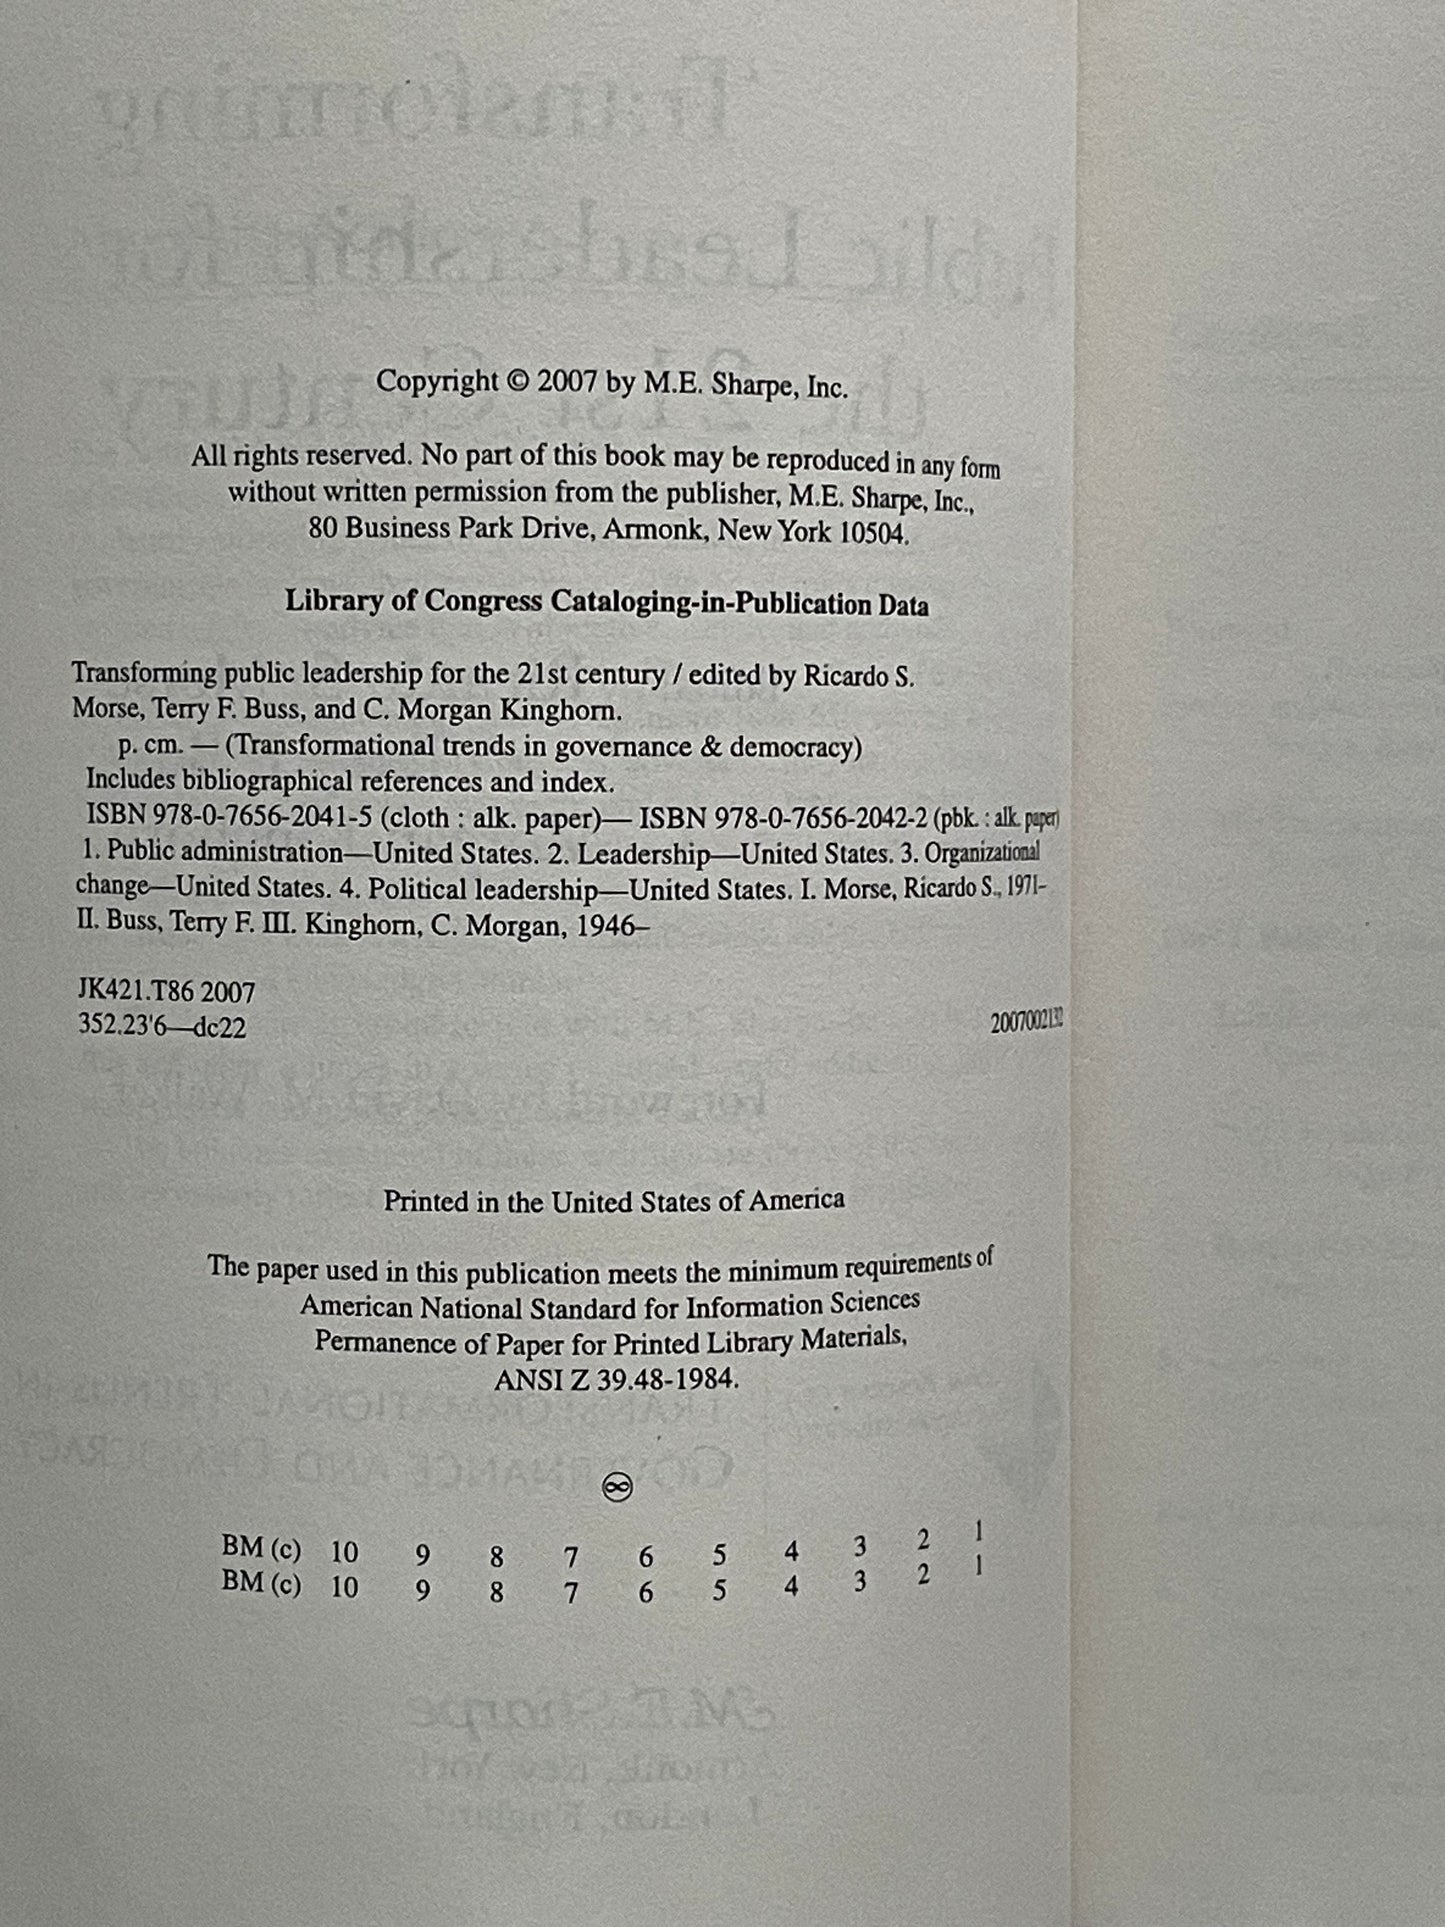 Copyright © 2007 by M.E. Sharpe, Inc.
All rights reserved. No part of this book may be reproduced in any form
without written permission from the publisher, M.E. Sharpe, Inc.,
80 Business Park Drive, Armonk, New York 10504.
Library of Congress Cataloging-in-Publication Data
Transforming public leadership for the 21st century / edited by Ricardo S.
Morse, Terry F. Buss, and C. Morgan Kinghorn.
p. cm. — (Transformational trends in governance & democracy)
Includes bibliographical references and index.
ISBN 978-0-7656-2041-5 (cloth : alk. paper)— ISBN 978-0-7656-2042-2 (pbk. : alk. paper)
1. Public administration—United States. 2. Leadership—United States. 3. Organizational
change—United States. 4. Political leadership—United States. I. Morse, Ricardo S., 1971–
II. Buss, Terry F. III. Kinghorn, C. Morgan, 1946–
JK421.T86 2007
352.23'6—dc22 2007002132
Printed in the United States of America
The paper used in this publication meets the minimum requirements of
American National Standard for Information Sciences
Permanence of Paper for Printed Library Materials,
ANSI Z 39.48-1984.
BM (c) 10 9 8 7 6 5 4 3 2 1
BM (c) 10 9 8 7 6 5 4 3 2 1